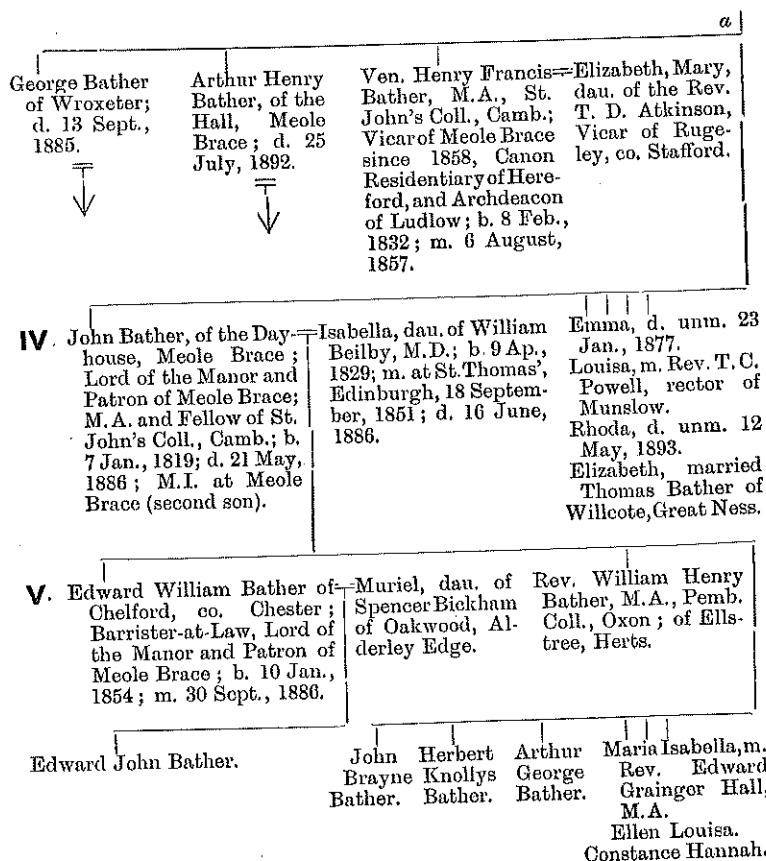 a
George Bather
of Wroxeter;
d. 13 Sept.,
1885.
Arthur Henry
Bather, of the
Hall, Meole
Brace; d. 25
July, 1892.
Ven. Henry Francis
Bather, M.A., St.
John's Coll., Camb.;
Vicar of Meole Brace
since 1858, Canon
Residentiary of Here-
ford, and Archdeacon
of Ludlow; b. 8 Feb.,
1832; m. 6 August,
1857.
Elizabeth, Mary,
dau. of the Rev.
T. D. Atkinson,
Vicar of Ruge-
ley, co. Stafford.
IV. John Bather, of the Day-
house, Meole Brace;
Lord of the Manor and
Patron of Meole Brace;
M.A. and Fellow of St.
John's Coll., Camb.; b.
7 Jan., 1819; d. 21 May,
1886; M.I. at Meole
Brace (second son).
Isabella, dau. of William
Beilby, M.D.; b. 9 Ap.,
1829; m. at St. Thomas',
Edinburgh, 18 Septem-
ber, 1851; d. 16 June,
1886.
Emma, d. unm. 23
Jan., 1877.
Louisa, m. Rev. T. C.
Powell, rector of
Munslow.
Rhoda, d. unm. 12
May, 1893.
Elizabeth, married
Thomas Bather of
Willcote, Great Ness.
V. Edward William Bather of
Chelford, co. Chester;
Barrister-at-Law, Lord of
the Manor and Patron of
Meole Brace; b. 10 Jan.,
1854; m. 30 Sept., 1886.
Muriel, dau. of
Spencer Bickham
of Oakwood, Al-
derley Edge.
Rev. William Henry
Bather, M.A., Pemb.
Coll., Oxon; of Ells-
tree, Herts.
Edward John Bather.
John
Brayne
Bather.
Herbert
Knollys
Bather.
Arthur
George
Bather.
Maria Isabella, m.
Rev. Edward
Grainger Hall,
M.A.
Ellen Louisa.
Constance Hannah.